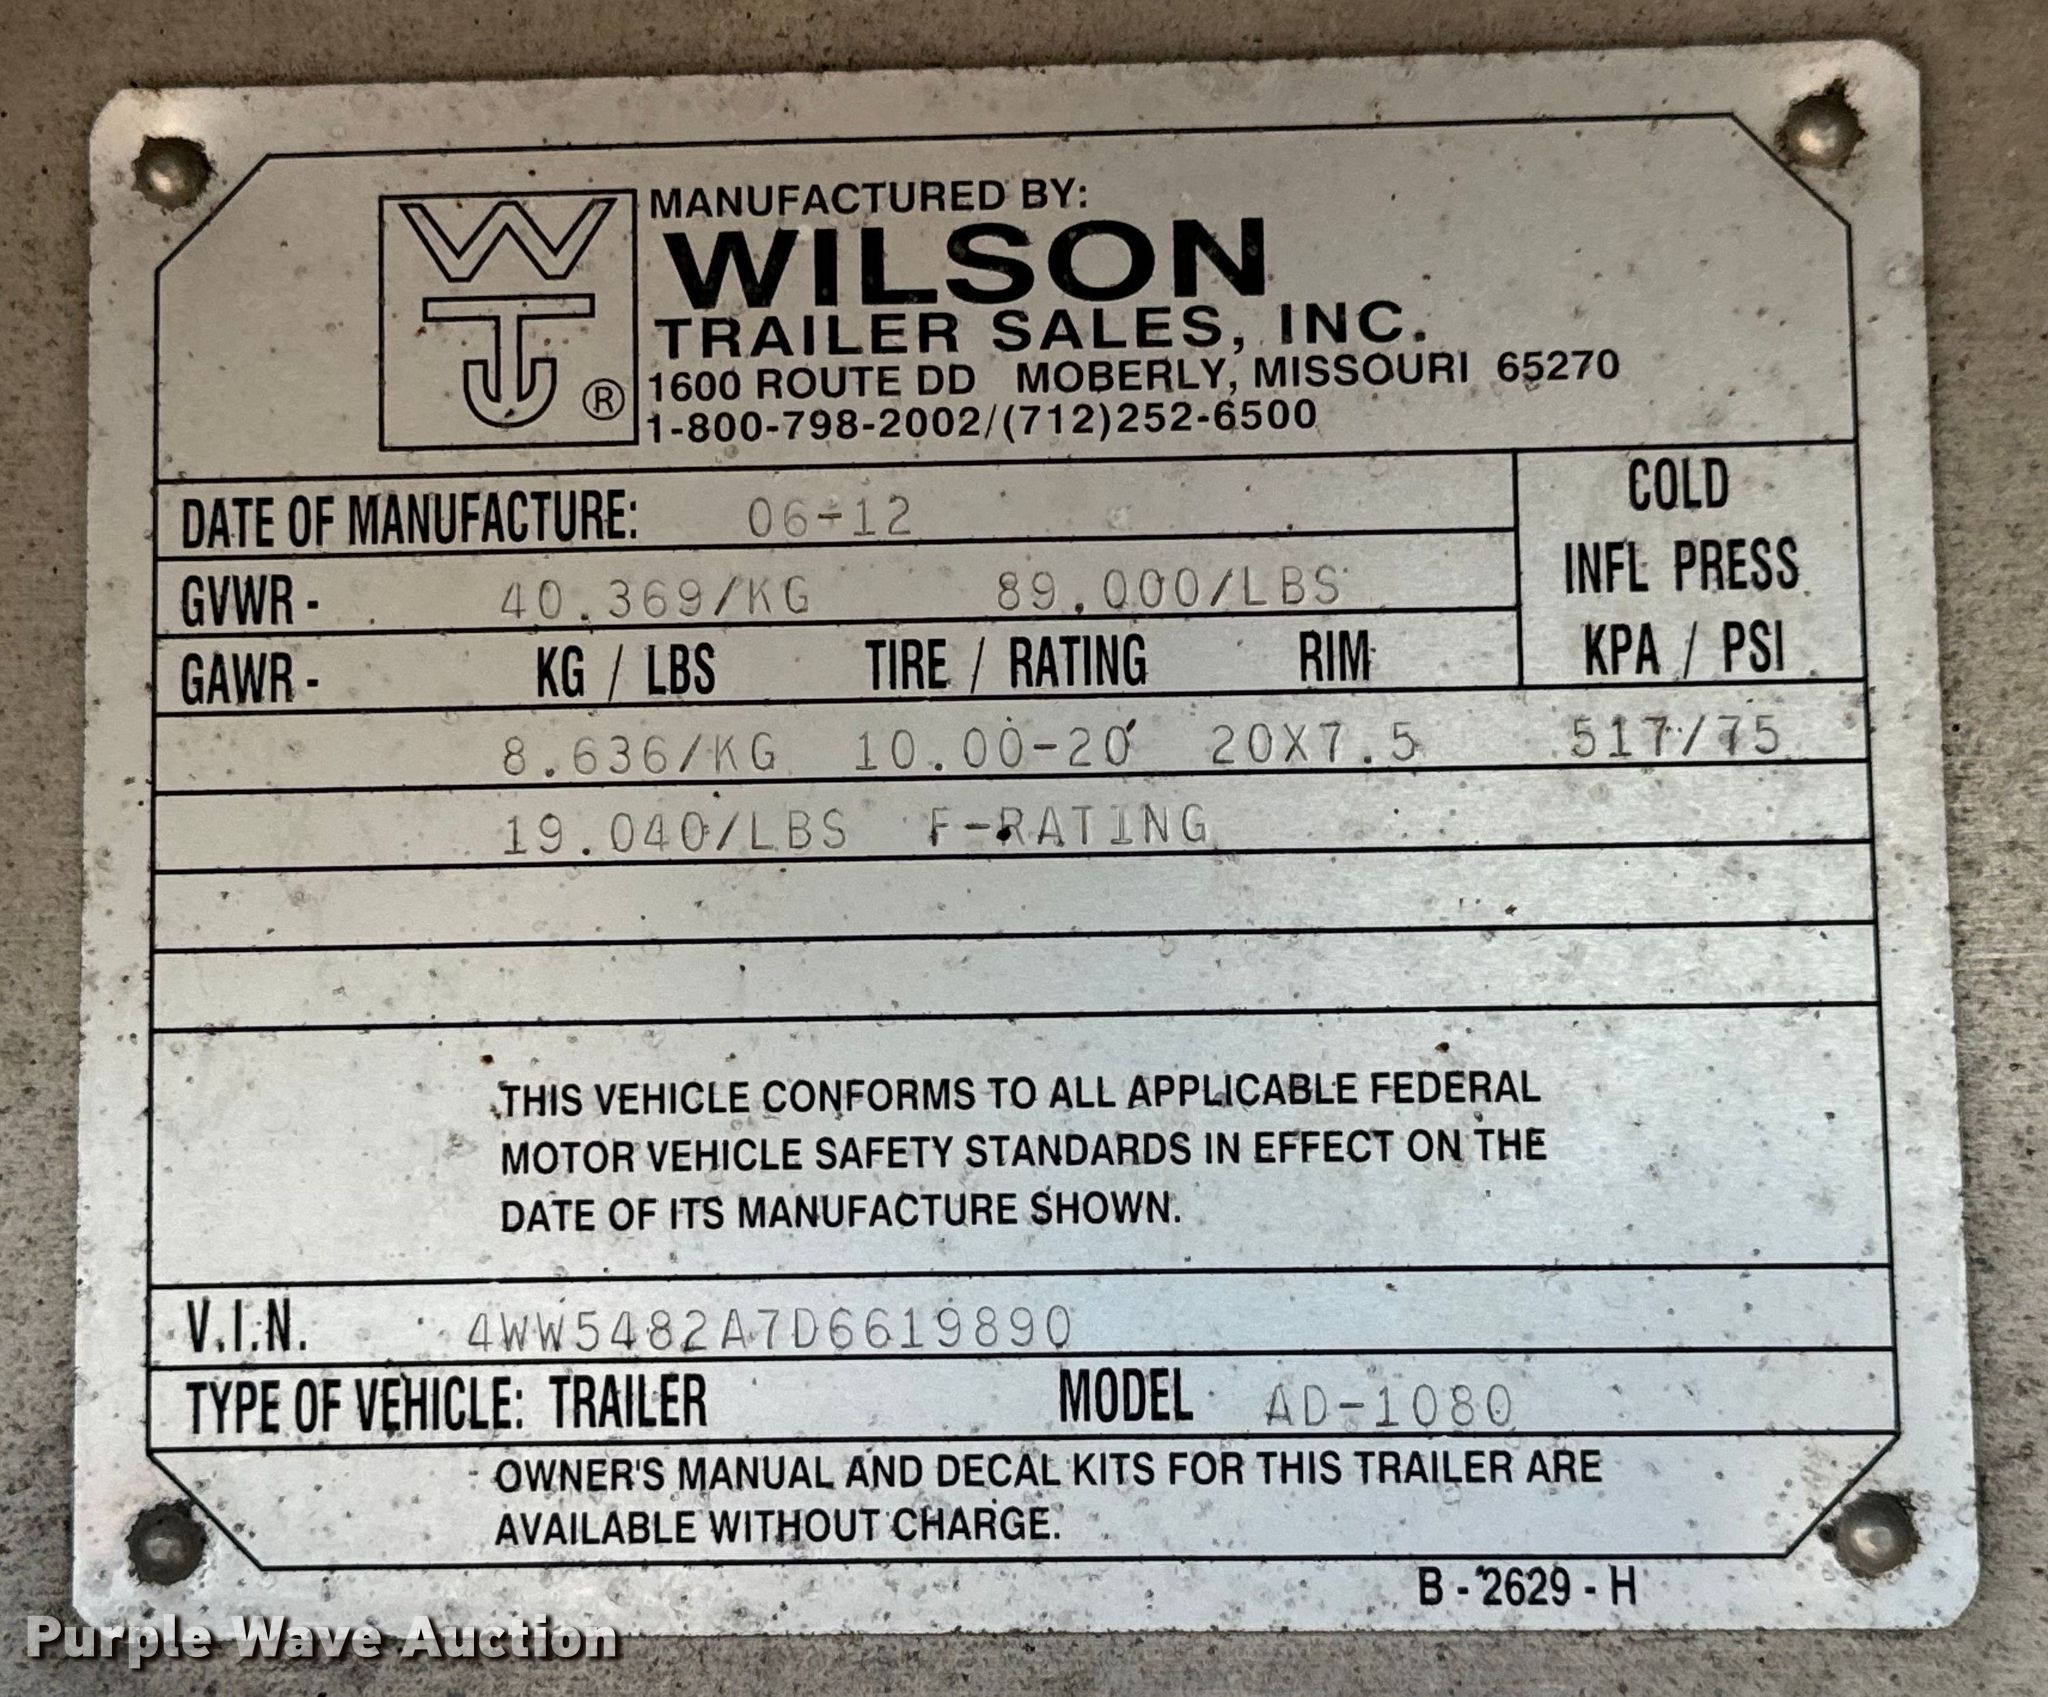 WTJ ®
MANUFACTURED BY:
WILSON
TRAILER SALES, INC.
1600 ROUTE DD MOBERLY, MISSOURI 65270
1-800-798-2002/(712)252-6500
DATE OF MANUFACTURE: 06-12
GVWR - 40.369/KG 89.000/LBS
COLD
INFL PRESS
KPA / PSI
GAWR - KG / LBS TIRE / RATING RIM
8.636/KG 10.00-20 20X7.5 517/75
19.040/LBS F-RATING
THIS VEHICLE CONFORMS TO ALL APPLICABLE FEDERAL
MOTOR VEHICLE SAFETY STANDARDS IN EFFECT ON THE
DATE OF ITS MANUFACTURE SHOWN.
V.I.N. 4WW5482A7D6619890
TYPE OF VEHICLE: TRAILER MODEL AD-1080
OWNER'S MANUAL AND DECAL KITS FOR THIS TRAILER ARE
AVAILABLE WITHOUT CHARGE.
B - 2629 - H
Purple Wave Auction